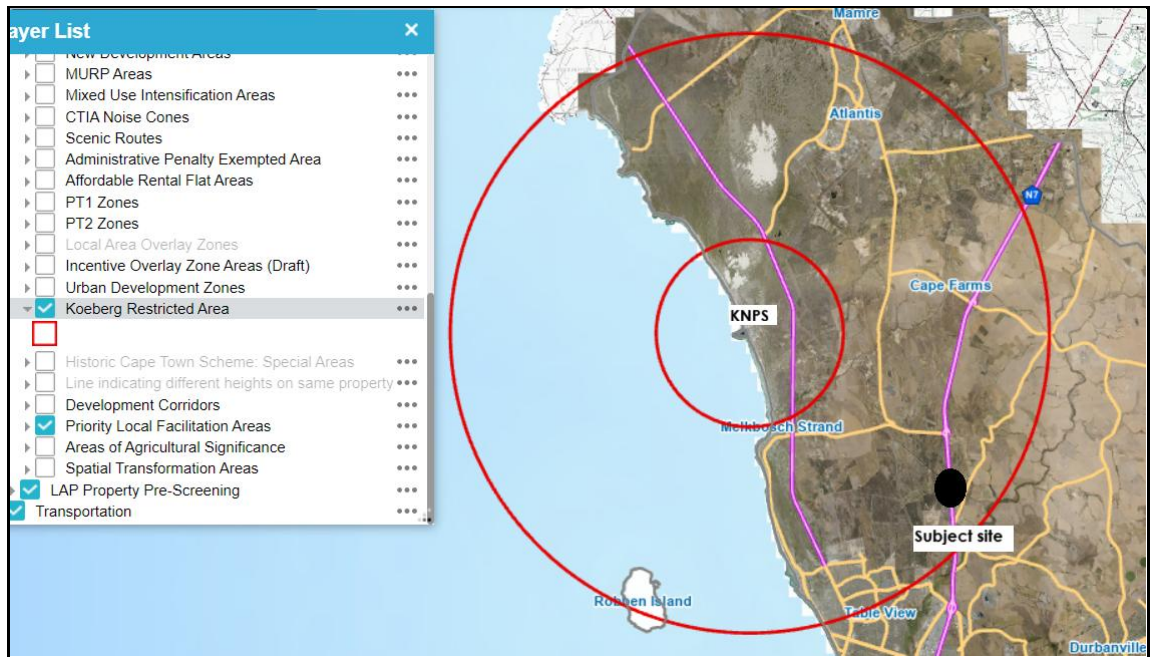 ayer List
New Development Areas
MURP Areas
Mixed Use Intensification Areas
CTIA Noise Cones
Scenic Routes
Administrative Penalty Exempted Area
Affordable Rental Flat Areas
PT1 Zones
PT2 Zones
Local Area Overlay Zones
Incentive Overlay Zone Areas (Draft)
Urban Development Zones
Koeberg Restricted Area
Historic Cape Town Scheme: Special Areas
Line indicating different heights on same property
Development Corridors
Priority Local Facilitation Areas
Areas of Agricultural Significance
Spatial Transformation Areas
LAP Property Pre-Screening
Transportation
Mamre
Atlantis
N7
Cape Farms
KNPS
Melkbosch Strand
Subject site
Robben Island
Table View
Durbanville